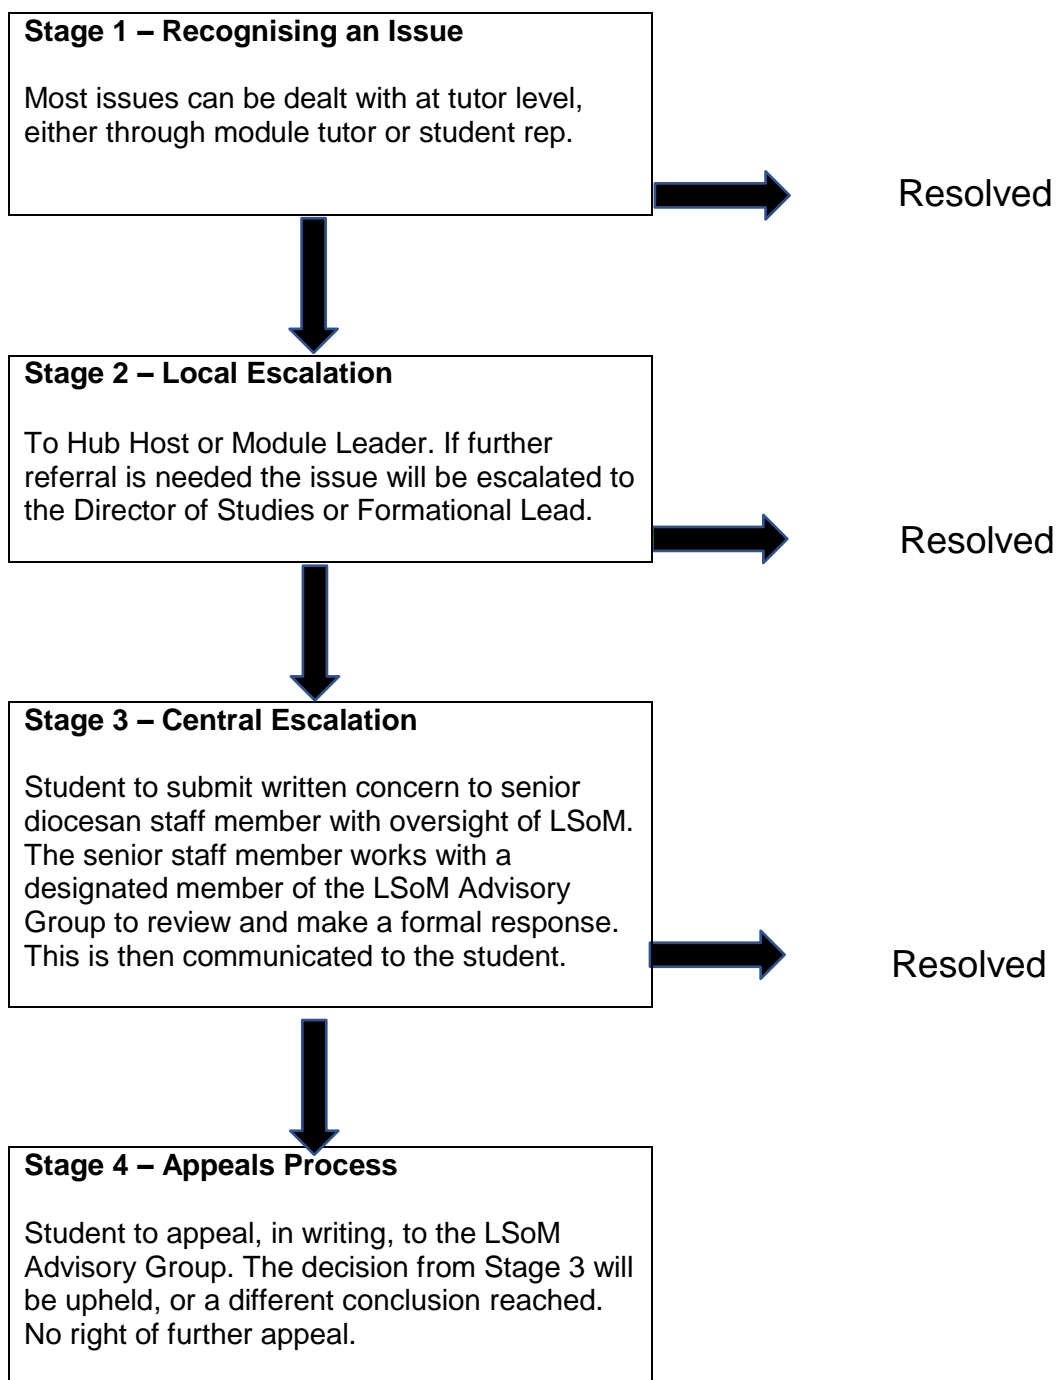 Stage 1 – Recognising an Issue
Most issues can be dealt with at tutor level,
either through module tutor or student rep.
Resolved
Stage 2 – Local Escalation
To Hub Host or Module Leader. If further
referral is needed the issue will be escalated to
the Director of Studies or Formational Lead.
Resolved
Stage 3 – Central Escalation
Student to submit written concern to senior
diocesan staff member with oversight of LSoM.
The senior staff member works with a
designated member of the LSoM Advisory
Group to review and make a formal response.
This is then communicated to the student.
Resolved
Stage 4 – Appeals Process
Student to appeal, in writing, to the LSoM
Advisory Group. The decision from Stage 3 will
be upheld, or a different conclusion reached.
No right of further appeal.